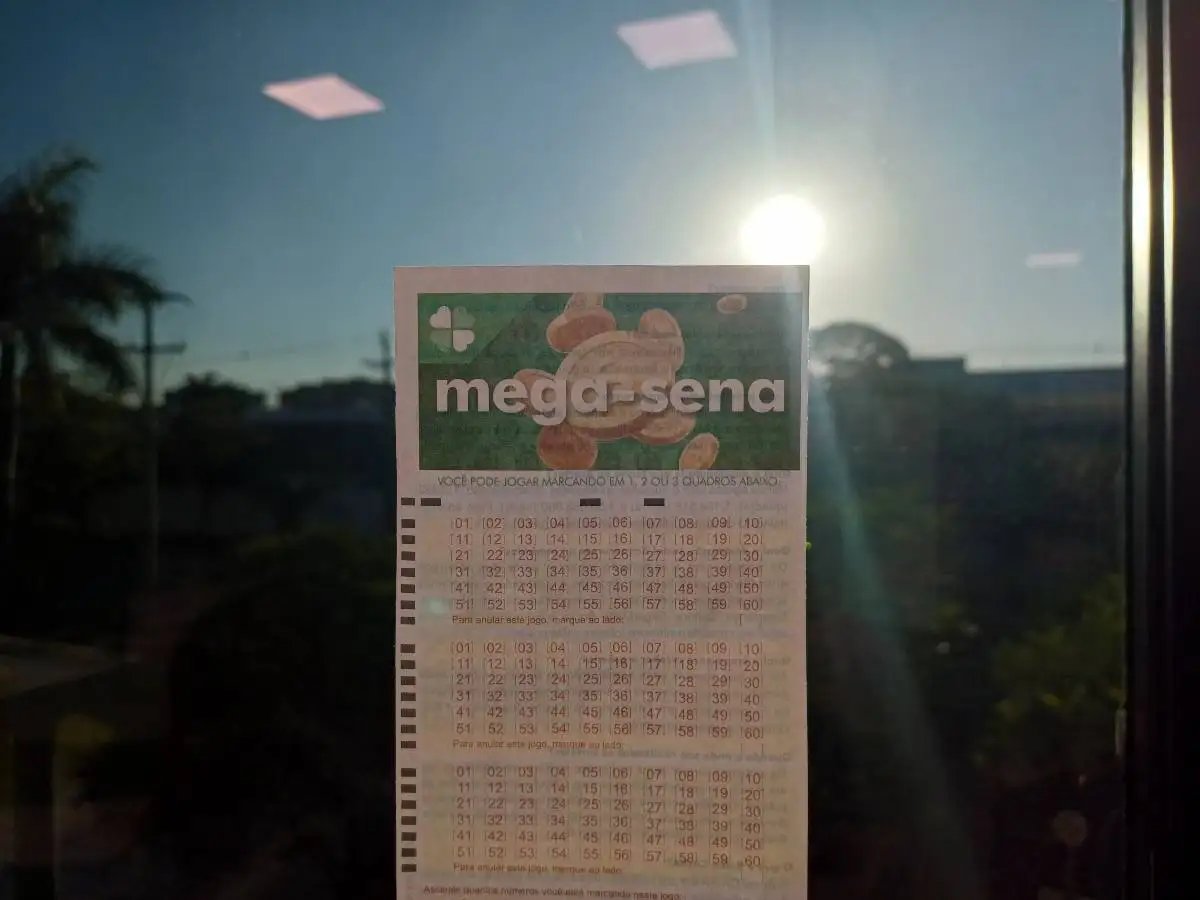 mega-sena
VOCÊ PODE JOGAR MARCANDO EM 1, 2 OU 3 QUADROS ABAIXO.
[01] [02] [03] [04] [05] [06] [07] [08] [09] [10]
[11] [12] [13] [14] [15] [16] [17] [18] [19] [20]
[21] [22] [23] [24] [25] [26] [27] [28] [29] [30]
[31] [32] [33] [34] [35] [36] [37] [38] [39] [40]
[41] [42] [43] [44] [45] [46] [47] [48] [49] [50]
[51] [52] [53] [54] [55] [56] [57] [58] [59] [60]
Para anular este jogo, marque ao lado:
[01] [02] [03] [04] [05] [06] [07] [08] [09] [10]
[11] [12] [13] [14] [15] [16] [17] [18] [19] [20]
[21] [22] [23] [24] [25] [26] [27] [28] [29] [30]
[31] [32] [33] [34] [35] [36] [37] [38] [39] [40]
[41] [42] [43] [44] [45] [46] [47] [48] [49] [50]
[51] [52] [53] [54] [55] [56] [57] [58] [59] [60]
Para anular este jogo, marque ao lado:
[01] [02] [03] [04] [05] [06] [07] [08] [09] [10]
[11] [12] [13] [14] [15] [16] [17] [18] [19] [20]
[21] [22] [23] [24] [25] [26] [27] [28] [29] [30]
[31] [32] [33] [34] [35] [36] [37] [38] [39] [40]
[41] [42] [43] [44] [45] [46] [47] [48] [49] [50]
[51] [52] [53] [54] [55] [56] [57] [58] [59] [60]
Para anular este jogo, marque ao lado:
Assinale quantos números você está marcando neste jogo: